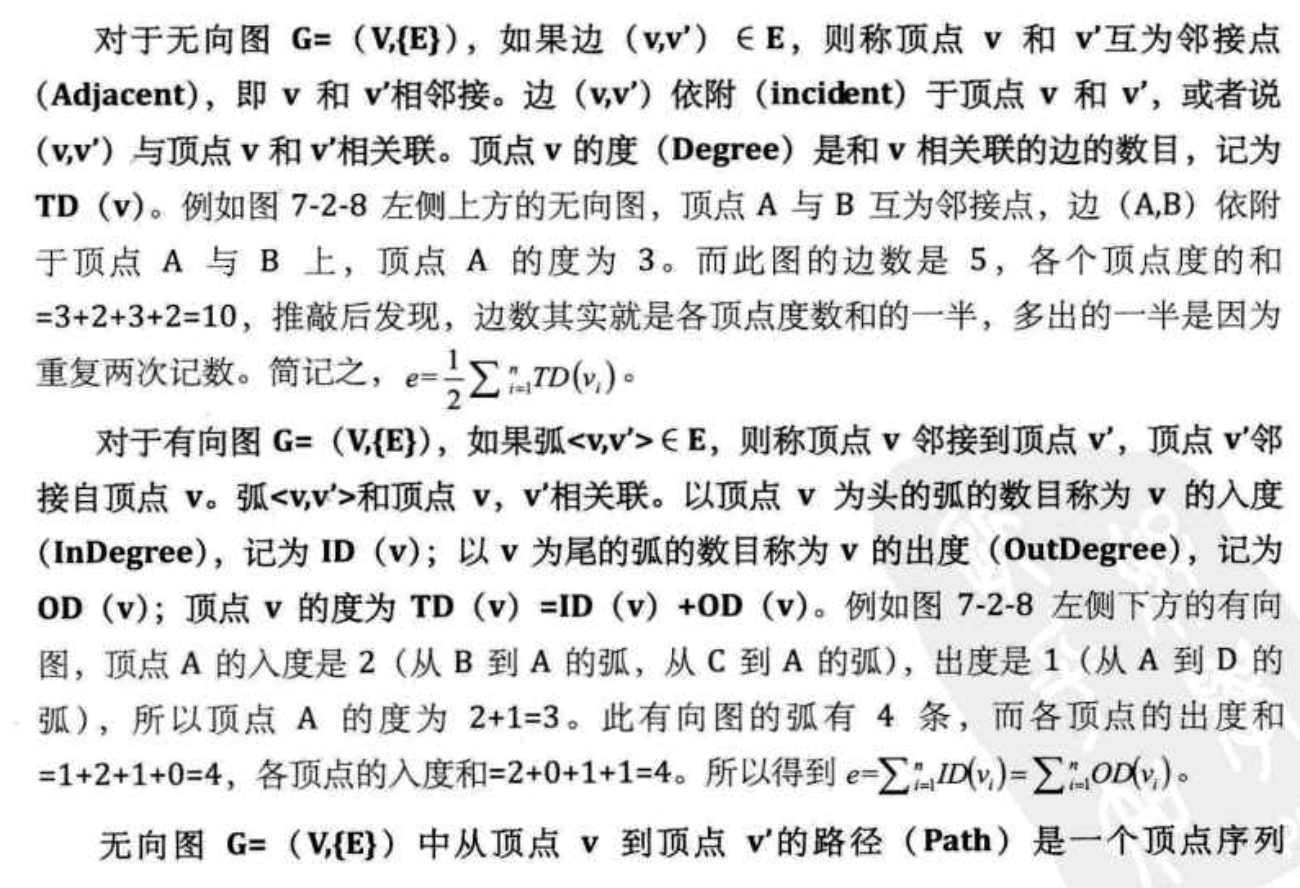 对于无向图 G=（V,{E}），如果边（v,v'）∈E，则称顶点 v 和 v'互为邻接点
（Adjacent），即 v 和 v'相邻接。边（v,v'）依附（incident）于顶点 v 和 v'，或者说
（v,v'）与顶点 v 和 v'相关联。顶点 v 的度（Degree）是和 v 相关联的边的数目，记为
TD（v）。例如图 7-2-8 左侧上方的无向图，顶点 A 与 B 互为邻接点，边（A,B）依附
于顶点 A 与 B 上，顶点 A 的度为 3。而此图的边数是 5，各个顶点度的和
=3+2+3+2=10，推敲后发现，边数其实就是各顶点度数和的一半，多出的一半是因为
重复两次记数。简记之，e=\frac{1}{2}\sum_{i=1}^{n}TD(v_i)。
对于有向图 G=（V,{E}），如果弧<v,v'>∈E，则称顶点 v 邻接到顶点 v'，顶点 v'邻
接自顶点 v。弧<v,v'>和顶点 v，v'相关联。以顶点 v 为头的弧的数目称为 v 的入度
（InDegree），记为 ID（v）；以 v 为尾的弧的数目称为 v 的出度（OutDegree），记为
OD（v）；顶点 v 的度为 TD（v）=ID（v）+OD（v）。例如图 7-2-8 左侧下方的有向
图，顶点 A 的入度是 2（从 B 到 A 的弧，从 C 到 A 的弧），出度是 1（从 A 到 D 的
弧），所以顶点 A 的度为 2+1=3。此有向图的弧有 4 条，而各顶点的出度和
=1+2+1+0=4，各顶点的入度和=2+0+1+1=4。所以得到 e=\sum_{i=1}^{n}ID(v_i)=\sum_{i=1}^{n}OD(v_i)。
无向图 G=（V,{E}）中从顶点 v 到顶点 v'的路径（Path）是一个顶点序列